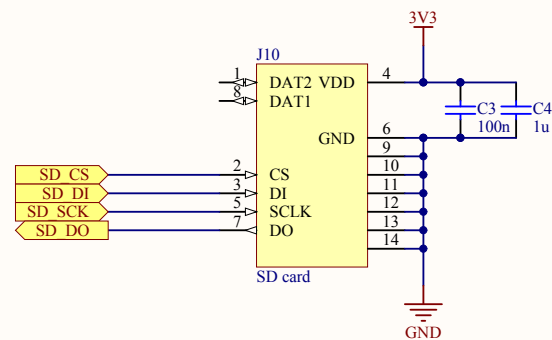 3V3
J10
1 DAT2 VDD 4
8 DAT1
C3 C4
100n 1u
GND 6
9
SD_CS 2 CS 10
SD_DI 3 DI 11
SD_SCK 5 SCLK 12
SD_DO 7 DO 13
14
SD card
GND